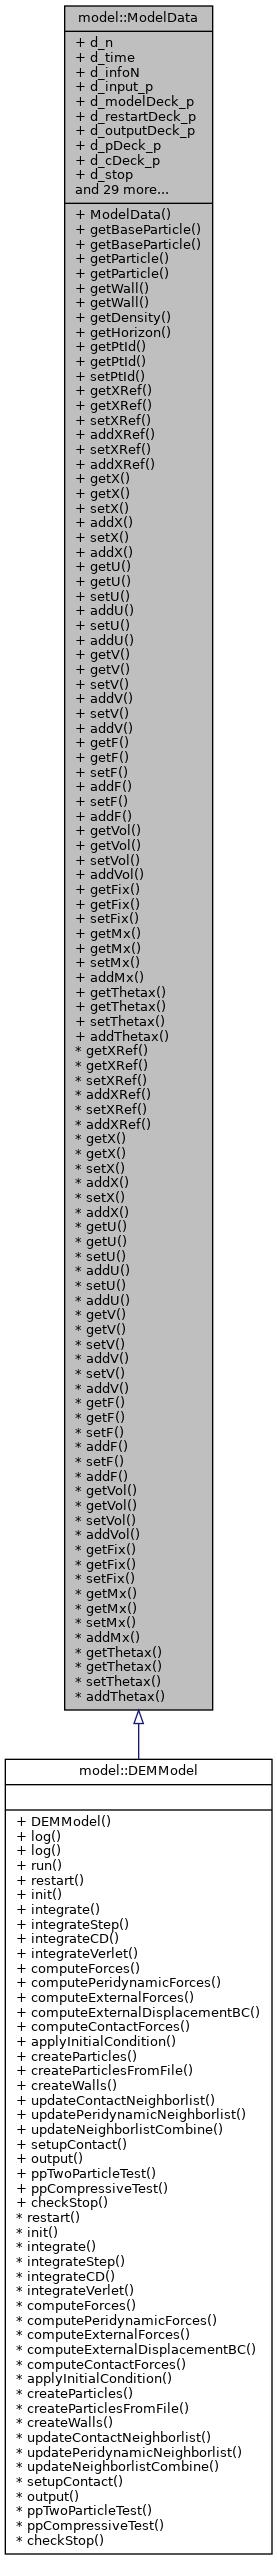 model::ModelData
+ d_n
+ d_time
+ d_infoN
+ d_input_p
+ d_modelDeck_p
+ d_restartDeck_p
+ d_outputDeck_p
+ d_pDeck_p
+ d_cDeck_p
+ d_stop
and 29 more...
+ ModelData()
+ getBaseParticle()
+ getBaseParticle()
+ getParticle()
+ getParticle()
+ getWall()
+ getWall()
+ getDensity()
+ getHorizon()
+ getPtId()
+ getPtId()
+ setPtId()
+ getXRef()
+ getXRef()
+ setXRef()
+ addXRef()
+ setXRef()
+ addXRef()
+ getX()
+ getX()
+ setX()
+ addX()
+ setX()
+ addX()
+ getU()
+ getU()
+ setU()
+ addU()
+ setU()
+ addU()
+ getV()
+ getV()
+ setV()
+ addV()
+ setV()
+ addV()
+ getF()
+ getF()
+ setF()
+ addF()
+ setF()
+ addF()
+ getVol()
+ getVol()
+ setVol()
+ addVol()
+ getFix()
+ getFix()
+ setFix()
+ getMx()
+ getMx()
+ setMx()
+ addMx()
+ getThetax()
+ getThetax()
+ setThetax()
+ addThetax()
* getXRef()
* getXRef()
* setXRef()
* addXRef()
* setXRef()
* addXRef()
* getX()
* getX()
* setX()
* addX()
* setX()
* addX()
* getU()
* getU()
* setU()
* addU()
* setU()
* addU()
* getV()
* getV()
* setV()
* addV()
* setV()
* addV()
* getF()
* getF()
* setF()
* addF()
* setF()
* addF()
* getVol()
* getVol()
* setVol()
* addVol()
* getFix()
* getFix()
* setFix()
* getMx()
* getMx()
* setMx()
* addMx()
* getThetax()
* getThetax()
* setThetax()
* addThetax()
model::DEMModel
+ DEMModel()
+ log()
+ log()
+ run()
+ restart()
+ init()
+ integrate()
+ integrateStep()
+ integrateCD()
+ integrateVerlet()
+ computeForces()
+ computePeridynamicForces()
+ computeExternalForces()
+ computeExternalDisplacementBC()
+ computeContactForces()
+ applyInitialCondition()
+ createParticles()
+ createParticlesFromFile()
+ createWalls()
+ updateContactNeighborlist()
+ updatePeridynamicNeighborlist()
+ updateNeighborlistCombine()
+ setupContact()
+ output()
+ ppTwoParticleTest()
+ ppCompressiveTest()
+ checkStop()
* restart()
* init()
* integrate()
* integrateStep()
* integrateCD()
* integrateVerlet()
* computeForces()
* computePeridynamicForces()
* computeExternalForces()
* computeExternalDisplacementBC()
* computeContactForces()
* applyInitialCondition()
* createParticles()
* createParticlesFromFile()
* createWalls()
* updateContactNeighborlist()
* updatePeridynamicNeighborlist()
* updateNeighborlistCombine()
* setupContact()
* output()
* ppTwoParticleTest()
* ppCompressiveTest()
* checkStop()